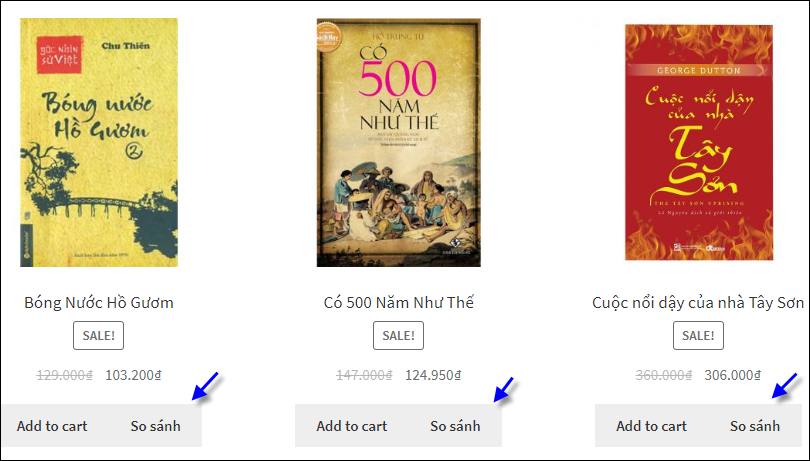 GÓC NHÌN
SỬ VIỆT
Chu Thiên
Bóng nước
Hồ Gươm
2
HỒ TRUNG TÚ
CÓ
500
NĂM
NHƯ THẾ
GEORGE DUTTON
Cuộc nổi dậy
của nhà
Tây
Sơn
THE TÂY SƠN UPRISING
Lê Nguyễn dịch và giới thiệu
Bóng Nước Hồ Gươm
Có 500 Năm Như Thế
Cuộc nổi dậy của nhà Tây Sơn
SALE!
SALE!
SALE!
129.000₫ 103.200₫
147.000₫ 124.950₫
360.000₫ 306.000₫
Add to cart So sánh
Add to cart So sánh
Add to cart So sánh